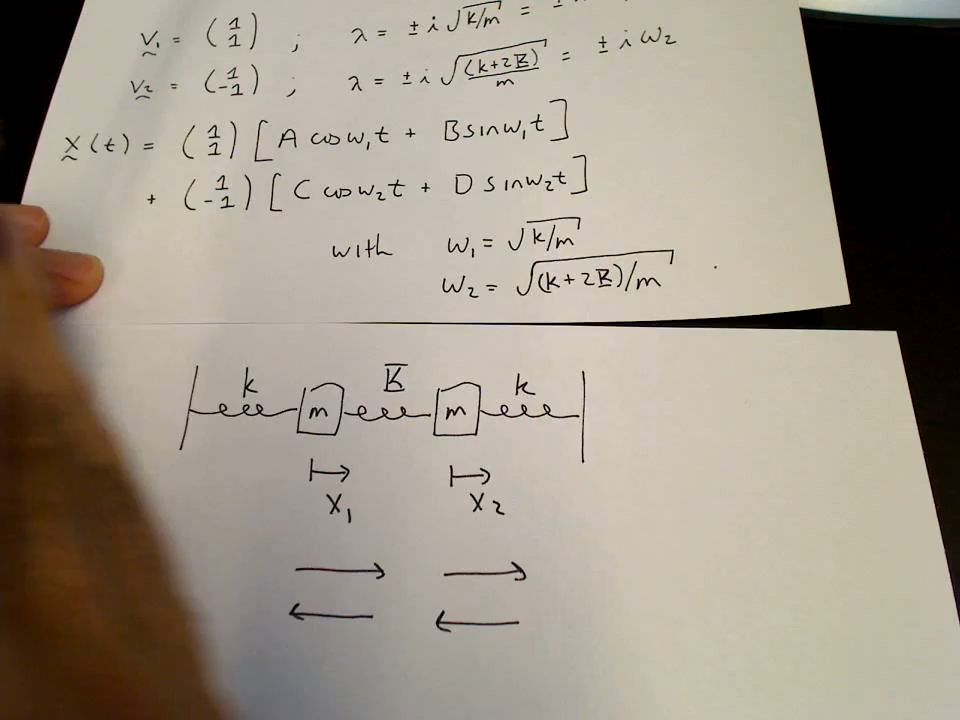 v₁ = (1 1) ; λ = ± i √k/m = ±
v₂ = (1 -1) ; λ = ± i √(k+2K̅)/m = ± i ω₂
x(t) = (1 1) [A cos ω₁t + B sin ω₁t]
+ (1 -1) [C cos ω₂t + D sin ω₂t]
with ω₁ = √k/m
ω₂ = √(k+2K̅)/m
k K̅ k
m m
x₁ x₂